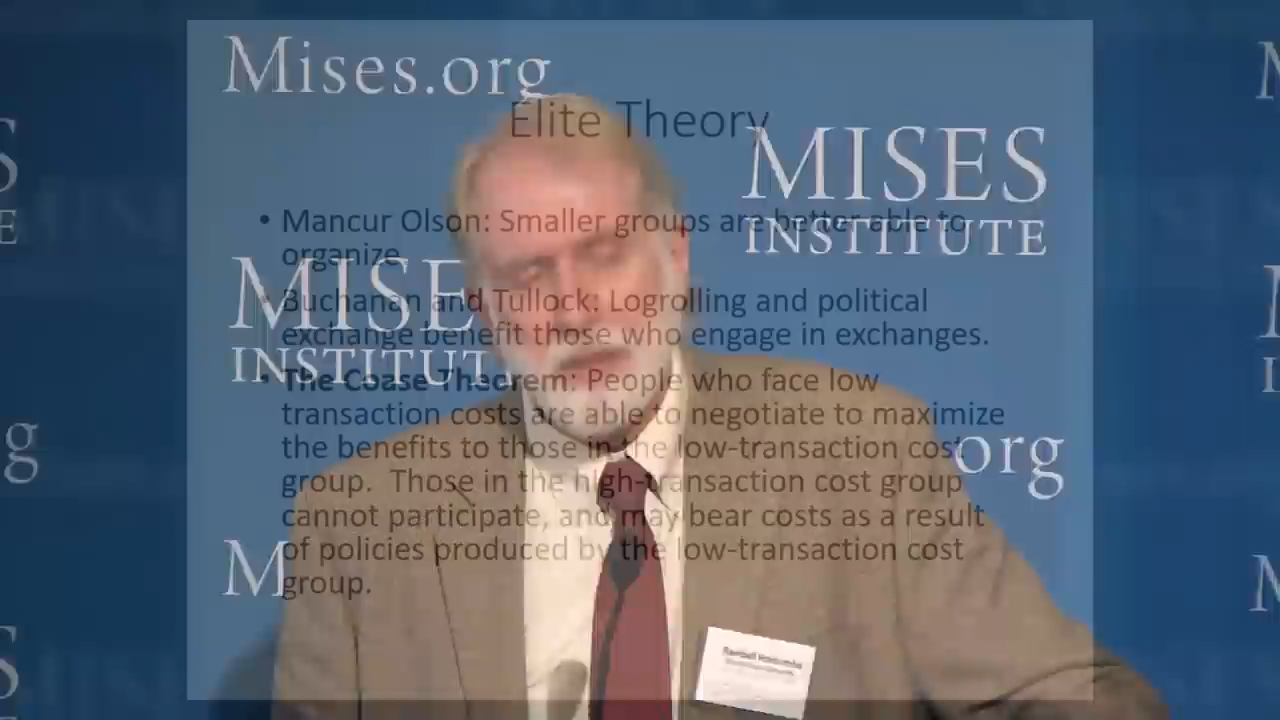 Mises.org
Elite Theory
MISES
INSTITUTE
• Mancur Olson: Smaller groups are better able to
organize.
MISE
INSTITUT
• Buchanan and Tullock: Logrolling and political
exchange benefit those who engage in exchanges.
• The Coase Theorem: People who face low
transaction costs are able to negotiate to maximize
the benefits to those in the low-transaction cost
group. Those in the high-transaction cost group
cannot participate, and may bear costs as a result
of policies produced by the low-transaction cost
group.
org
g
M
S
E
S
M
Randall Holcombe